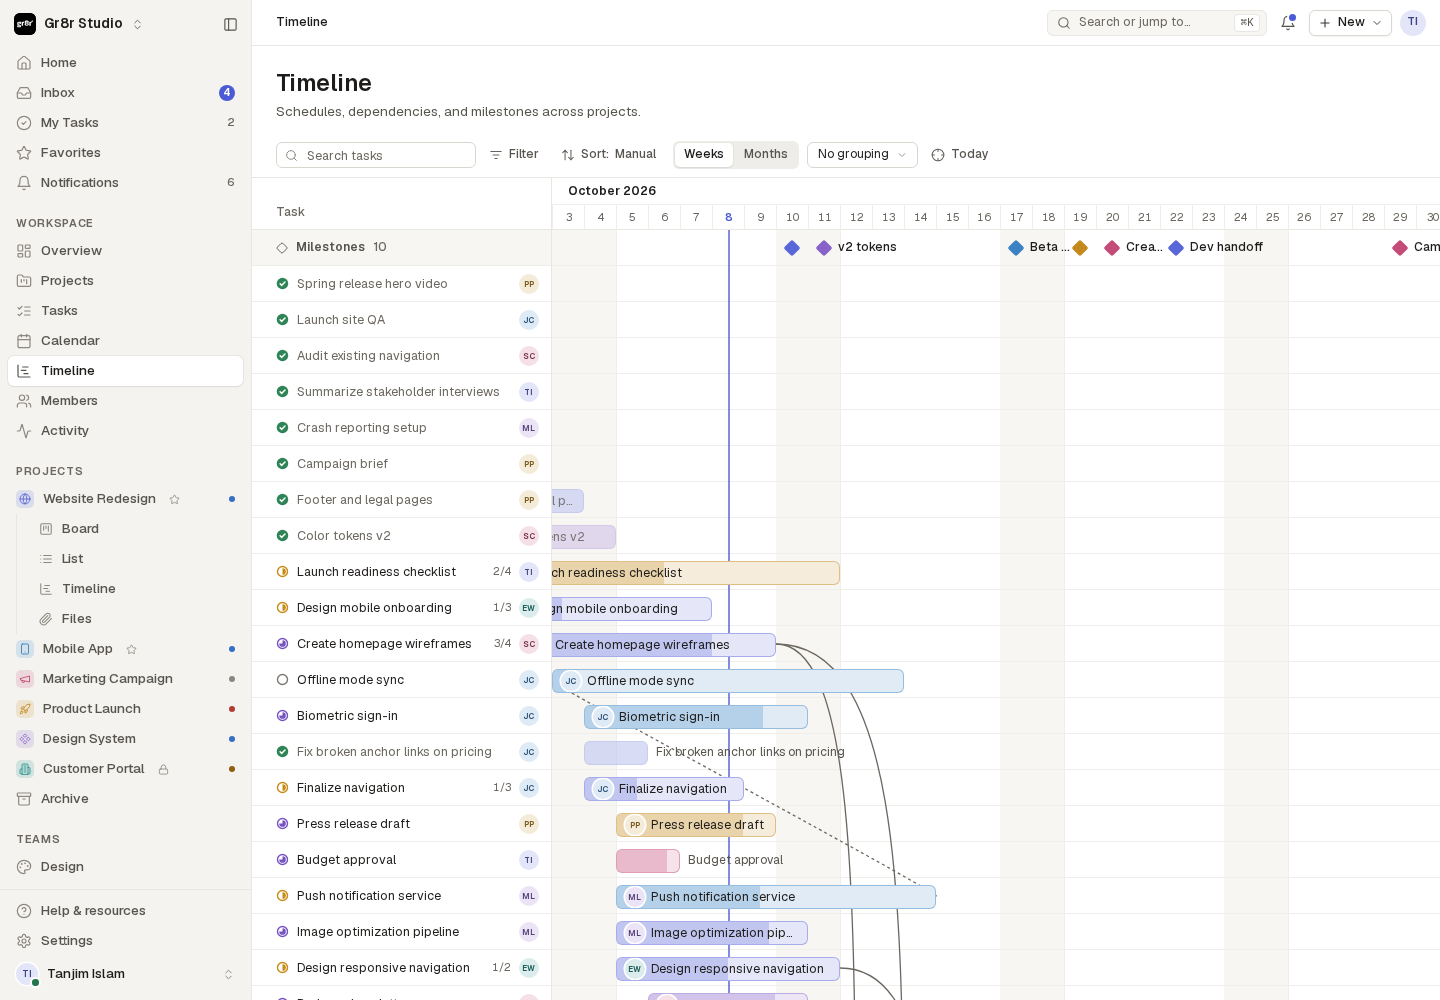 gr8r
Gr8r Studio
Timeline
Search or jump to...
⌘K
New
TI
Home
Inbox 4
My Tasks 2
Favorites
Notifications 6
WORKSPACE
Overview
Projects
Tasks
Calendar
Timeline
Members
Activity
PROJECTS
Website Redesign
Board
List
Timeline
Files
Mobile App
Marketing Campaign
Product Launch
Design System
Customer Portal
Archive
TEAMS
Design
Help & resources
Settings
TI Tanjim Islam
Timeline
Schedules, dependencies, and milestones across projects.
Search tasks
Filter
Sort: Manual
Weeks Months
No grouping
Today
October 2026
Task
3 4 5 6 7 8 9 10 11 12 13 14 15 16 17 18 19 20 21 22 23 24 25 26 27 28 29 30
Milestones 10
v2 tokens
Beta ...
Crea...
Dev handoff
Cam
Spring release hero video PP
Launch site QA JC
Audit existing navigation SC
Summarize stakeholder interviews TI
Crash reporting setup ML
Campaign brief PP
Footer and legal pages PP
l p...
Color tokens v2 SC
ens v2
Launch readiness checklist 2/4 TI
ch readiness checklist
Design mobile onboarding 1/3 EW
gn mobile onboarding
Create homepage wireframes 3/4 SC
Create homepage wireframes
Offline mode sync JC
JC Offline mode sync
Biometric sign-in JC
JC Biometric sign-in
Fix broken anchor links on pricing JC
Fix broken anchor links on pricing
Finalize navigation 1/3 JC
JC Finalize navigation
Press release draft PP
PP Press release draft
Budget approval TI
Budget approval
Push notification service ML
ML Push notification service
Image optimization pipeline ML
ML Image optimization pip...
Design responsive navigation 1/2 EW
EW Design responsive navigation